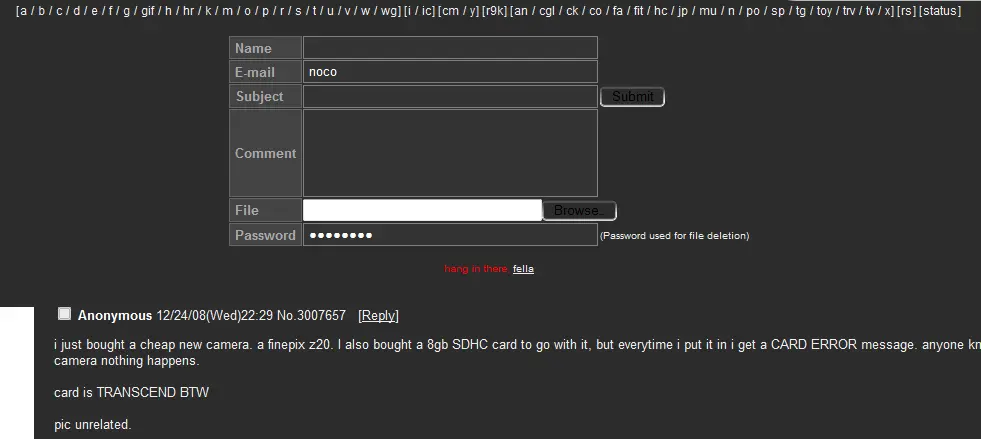 [a / b / c / d / e / f / g / gif / h / hr / k / m / o / p / r / s / t / u / v / w / wg] [i / ic] [cm / y] [r9k] [an / cgl / ck / co / fa / fit / hc / jp / mu / n / po / sp / tg / toy / trv / tv / x] [rs] [status]
Name
E-mail noco
Subject Submit
Comment
File Browse..
Password ●●●●●●●● (Password used for file deletion)
hang in there, fella
Anonymous 12/24/08(Wed)22:29 No.3007657 [Reply]
i just bought a cheap new camera. a finepix z20. I also bought a 8gb SDHC card to go with it, but everytime i put it in i get a CARD ERROR message. anyone kn
camera nothing happens.
card is TRANSCEND BTW
pic unrelated.